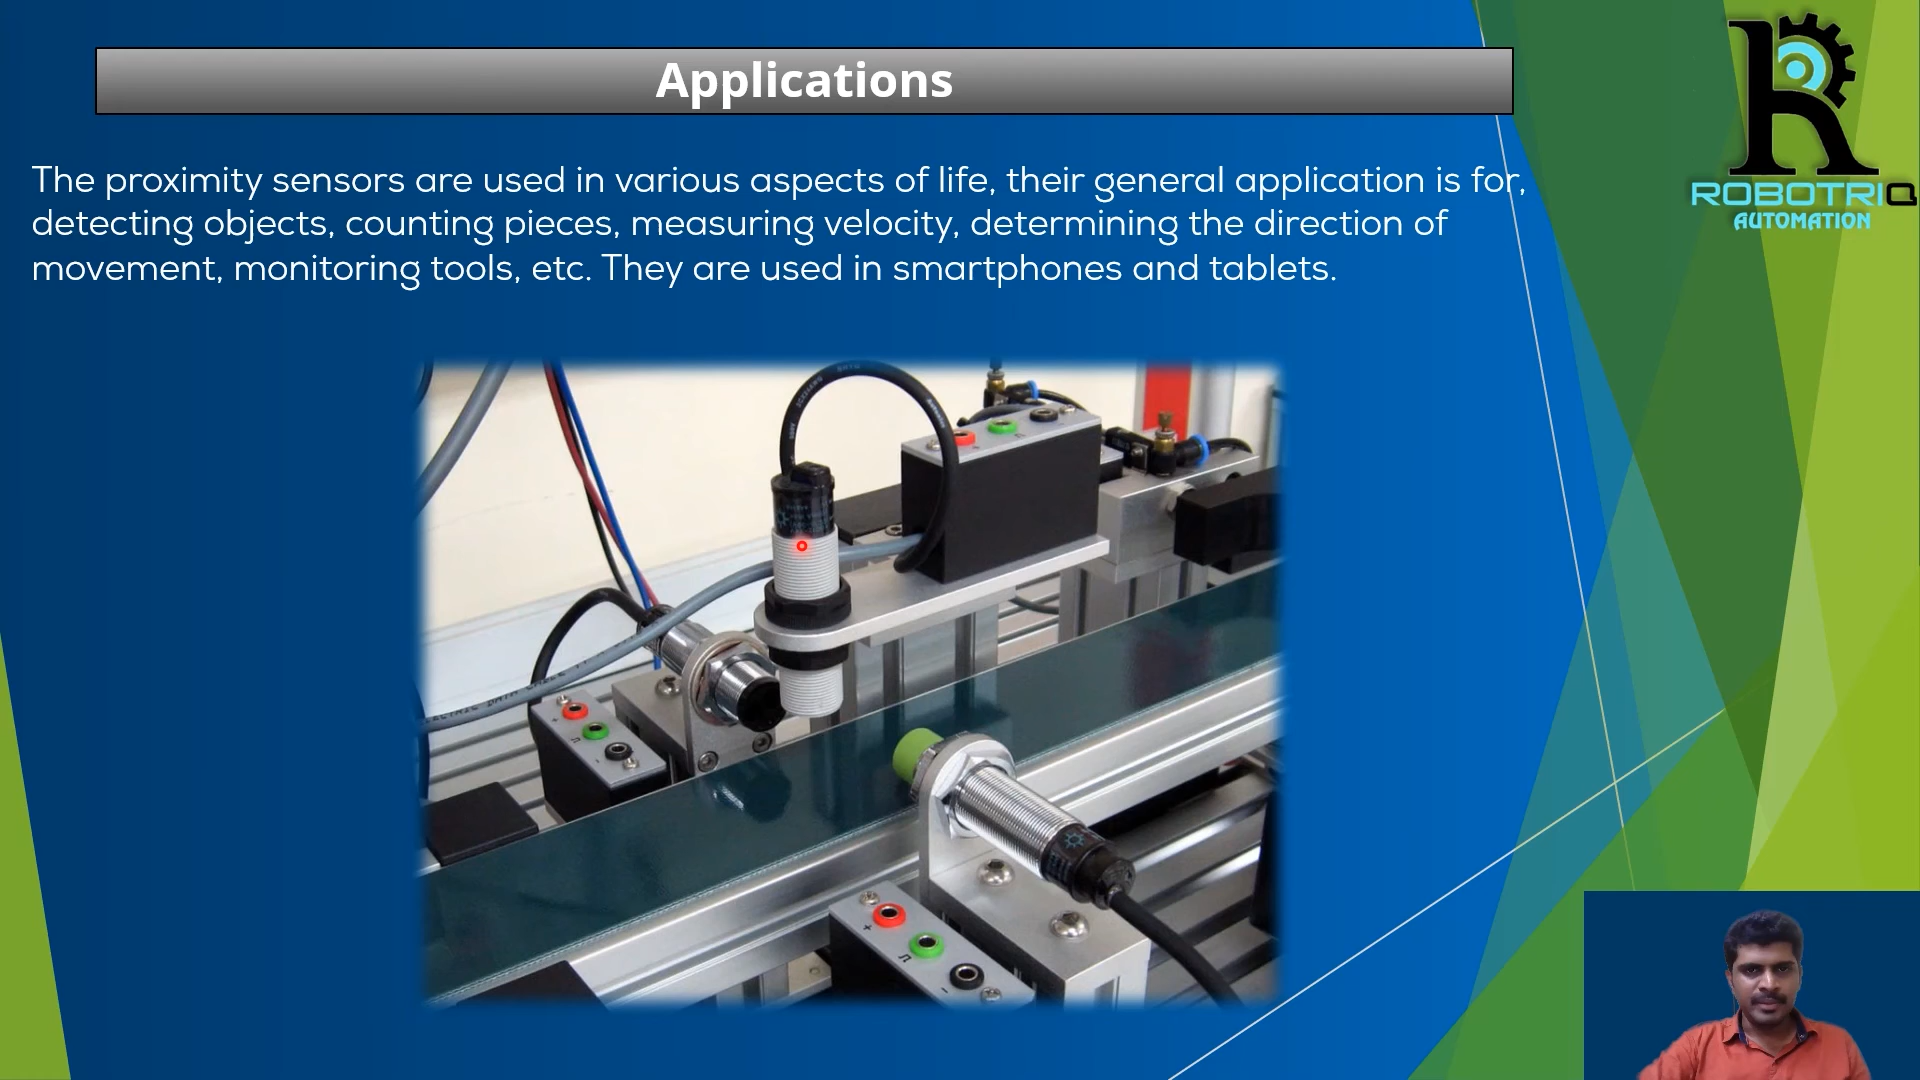 Applications
The proximity sensors are used in various aspects of life, their general application is for,
detecting objects, counting pieces, measuring velocity, determining the direction of
movement, monitoring tools, etc. They are used in smartphones and tablets.
ROBOTRIQ
AUTOMATION